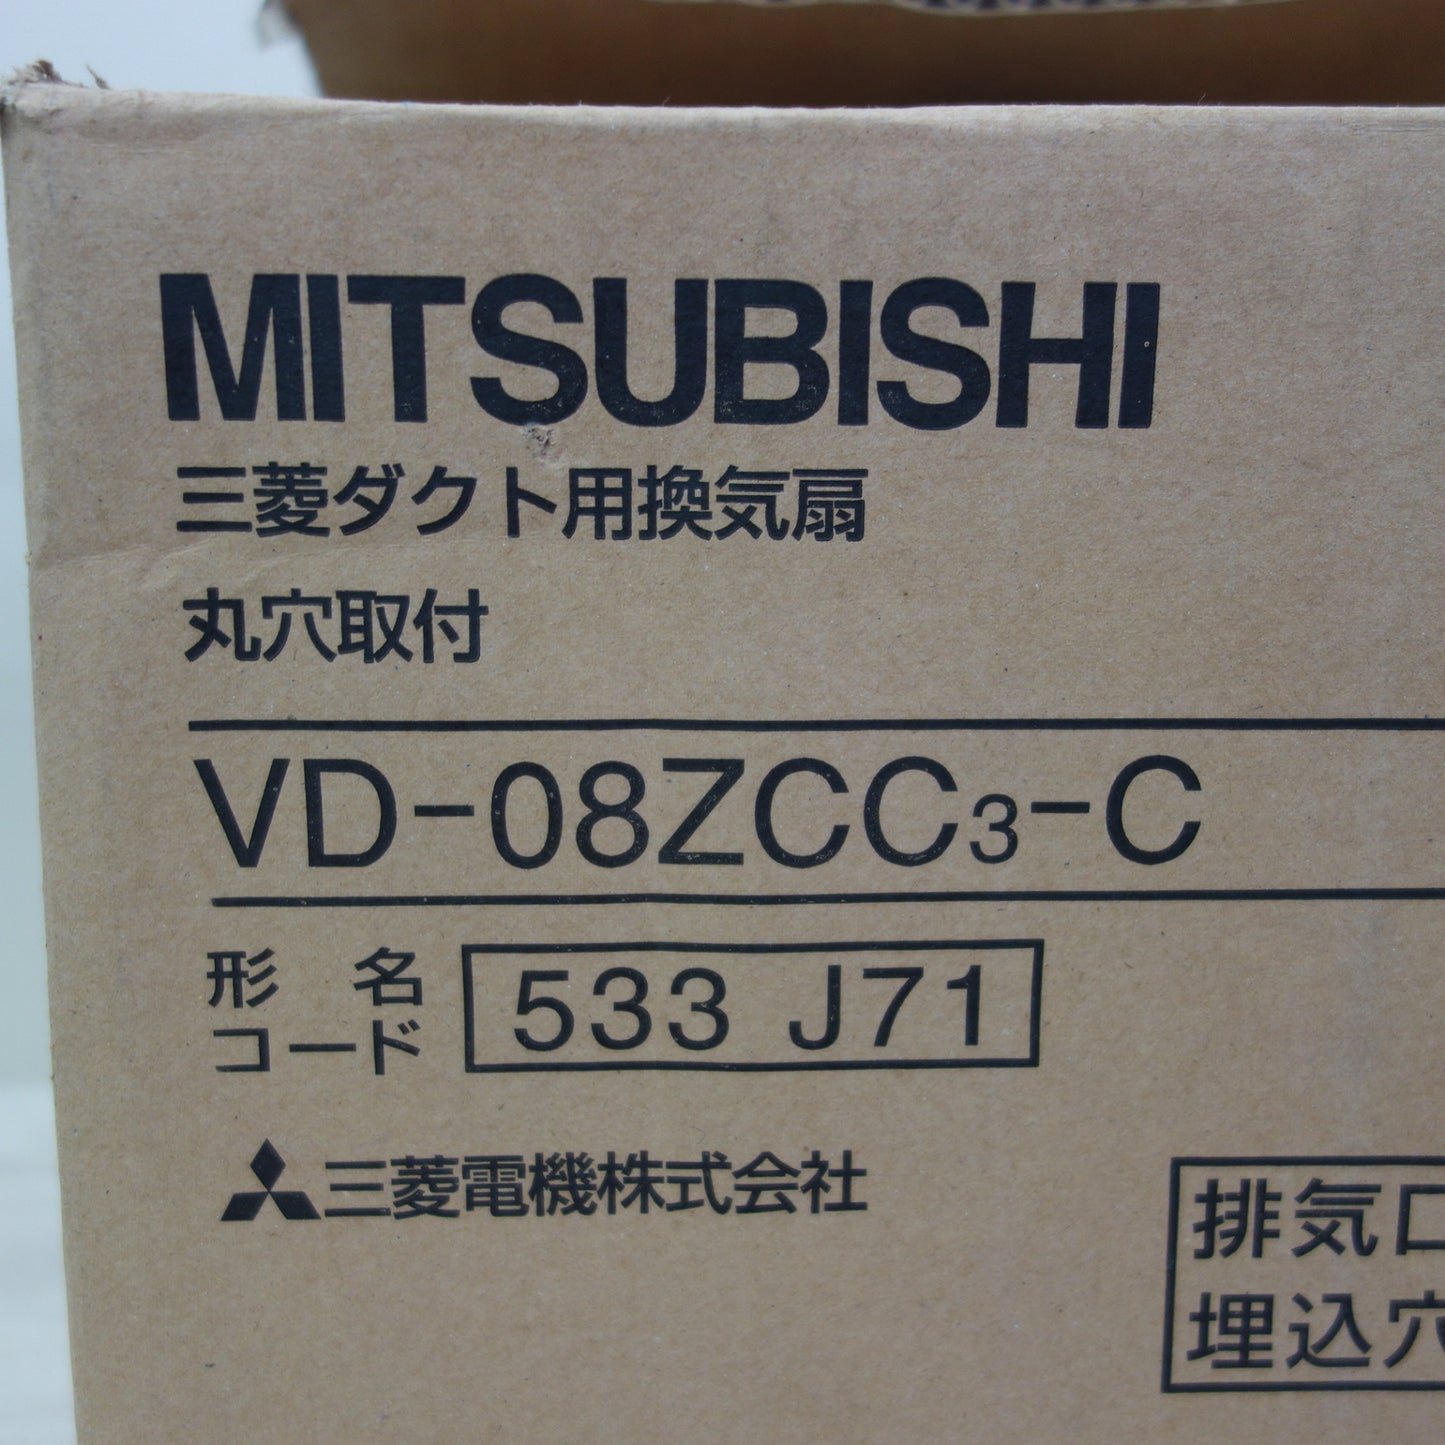 MITSUBISHI
三菱ダクト用換気扇
丸穴取付
VD-08ZCC3-C
形名
コード
533 J71
三菱電機株式会社
排気口
埋込穴